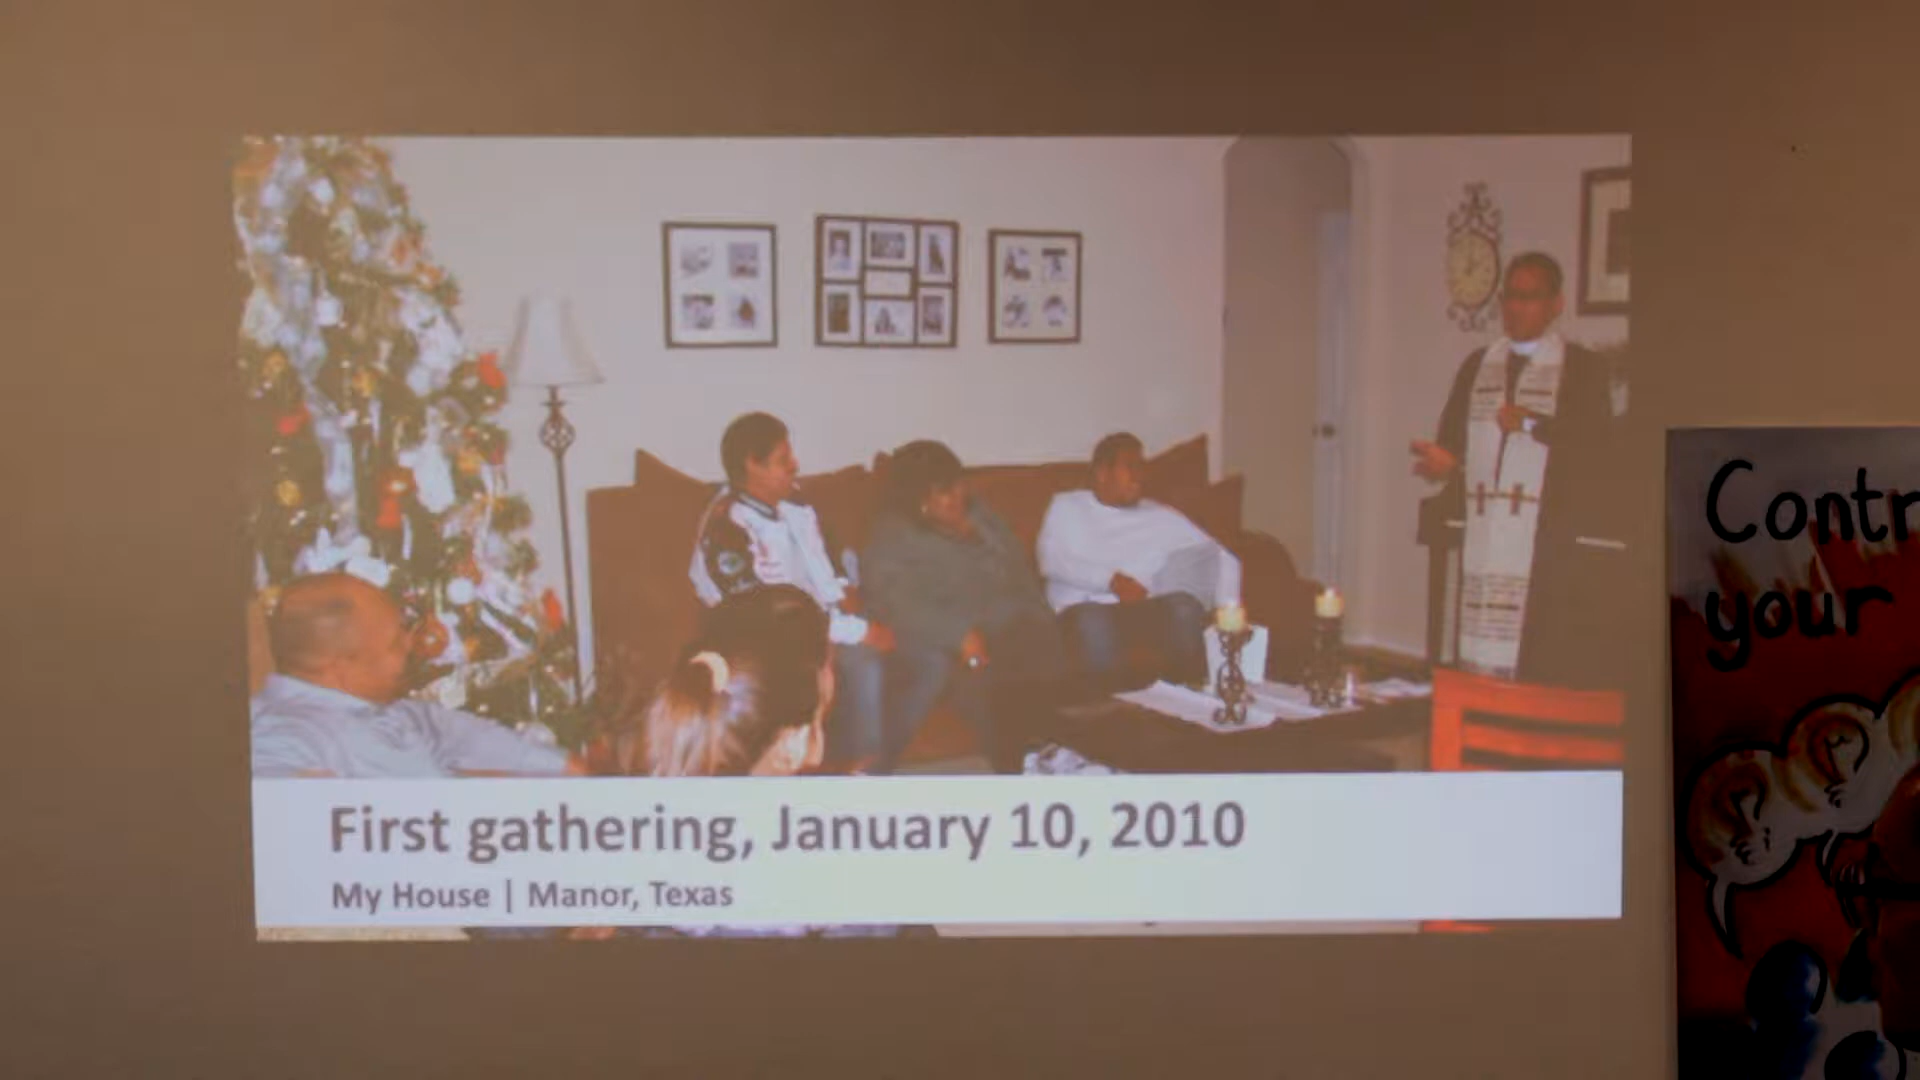 First gathering, January 10, 2010
My House | Manor, Texas
Contr
your